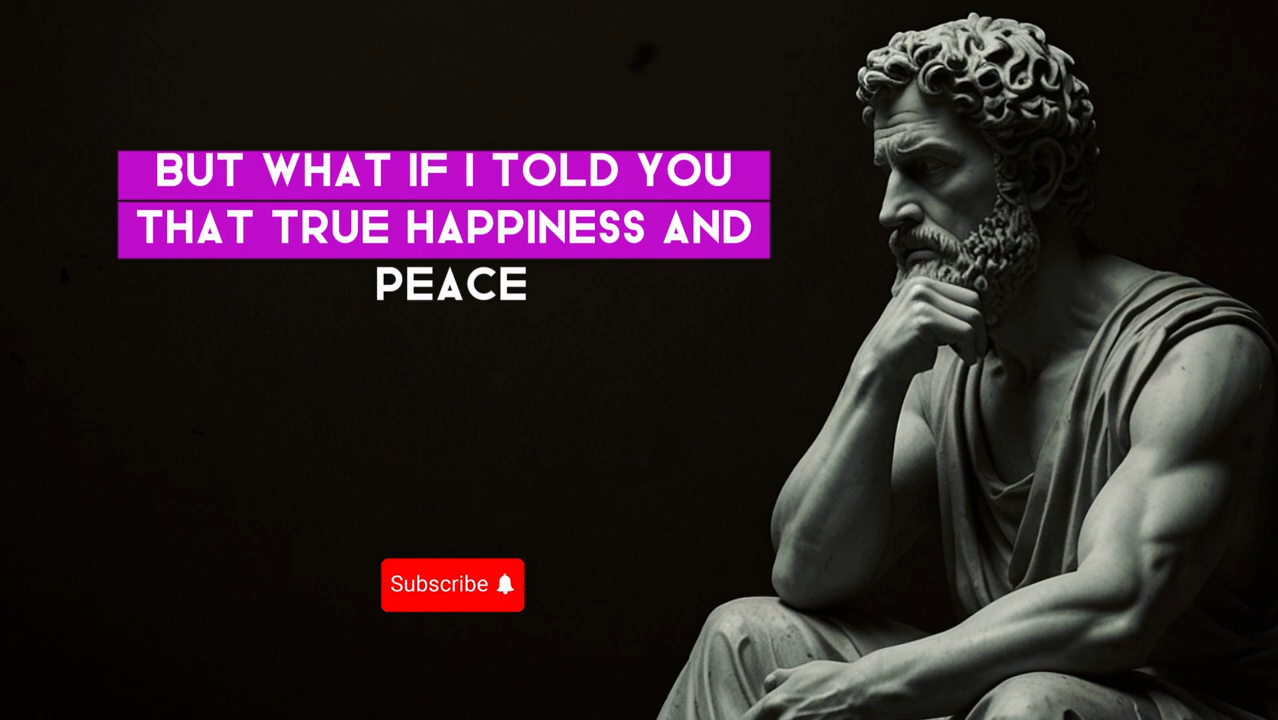 BUT WHAT IF I TOLD YOU
THAT TRUE HAPPINESS AND
PEACE
Subscribe